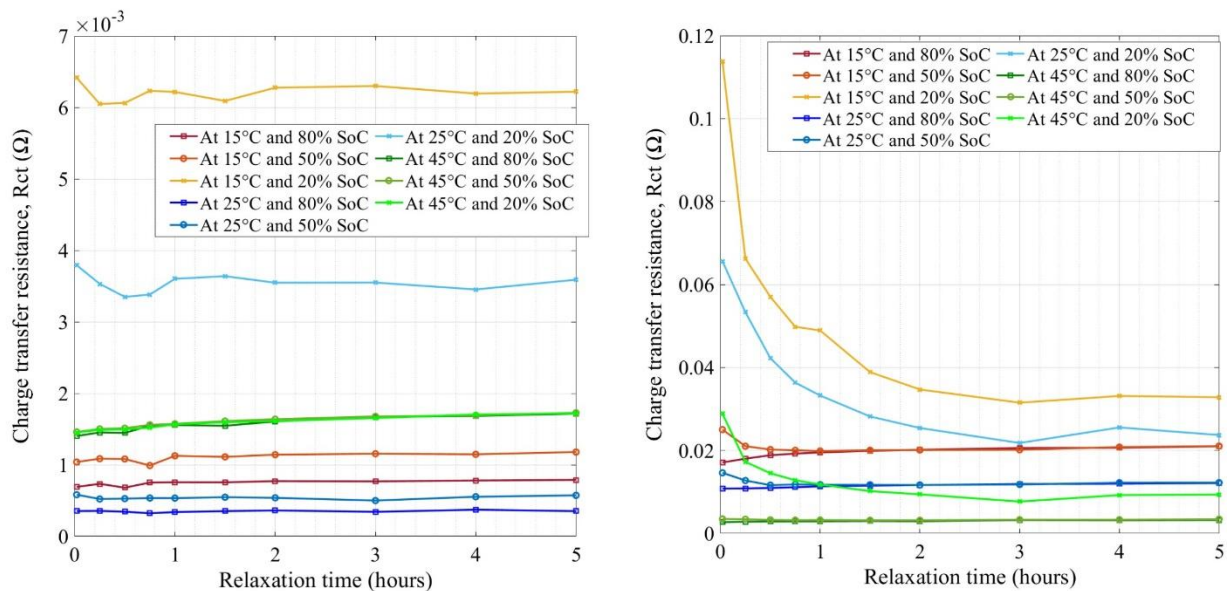 ×10⁻³
7
6
5
4
3
2
1
0
0 1 2 3 4 5
Charge transfer resistance, Rct (Ω)
Relaxation time (hours)
At 15°C and 80% SoC At 25°C and 20% SoC
At 15°C and 50% SoC At 45°C and 80% SoC
At 15°C and 20% SoC At 45°C and 50% SoC
At 25°C and 80% SoC At 45°C and 20% SoC
At 25°C and 50% SoC
0.12
0.1
0.08
0.06
0.04
0.02
0
0 1 2 3 4 5
Charge transfer resistance, Rct (Ω)
Relaxation time (hours)
At 15°C and 80% SoC At 25°C and 20% SoC
At 15°C and 50% SoC At 45°C and 80% SoC
At 15°C and 20% SoC At 45°C and 50% SoC
At 25°C and 80% SoC At 45°C and 20% SoC
At 25°C and 50% SoC